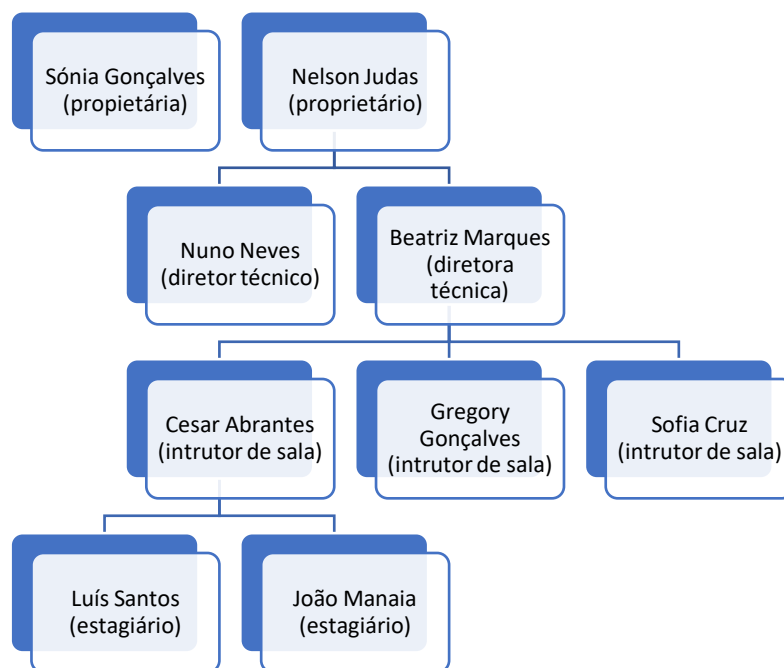 Sónia Gonçalves
(propietária)
Nelson Judas
(proprietário)
Nuno Neves
(diretor técnico)
Beatriz Marques
(diretora
técnica)
Cesar Abrantes
(intrutor de sala)
Gregory
Gonçalves
(intrutor de sala)
Sofia Cruz
(intrutor de sala)
Luís Santos
(estagiário)
João Manaia
(estagiário)